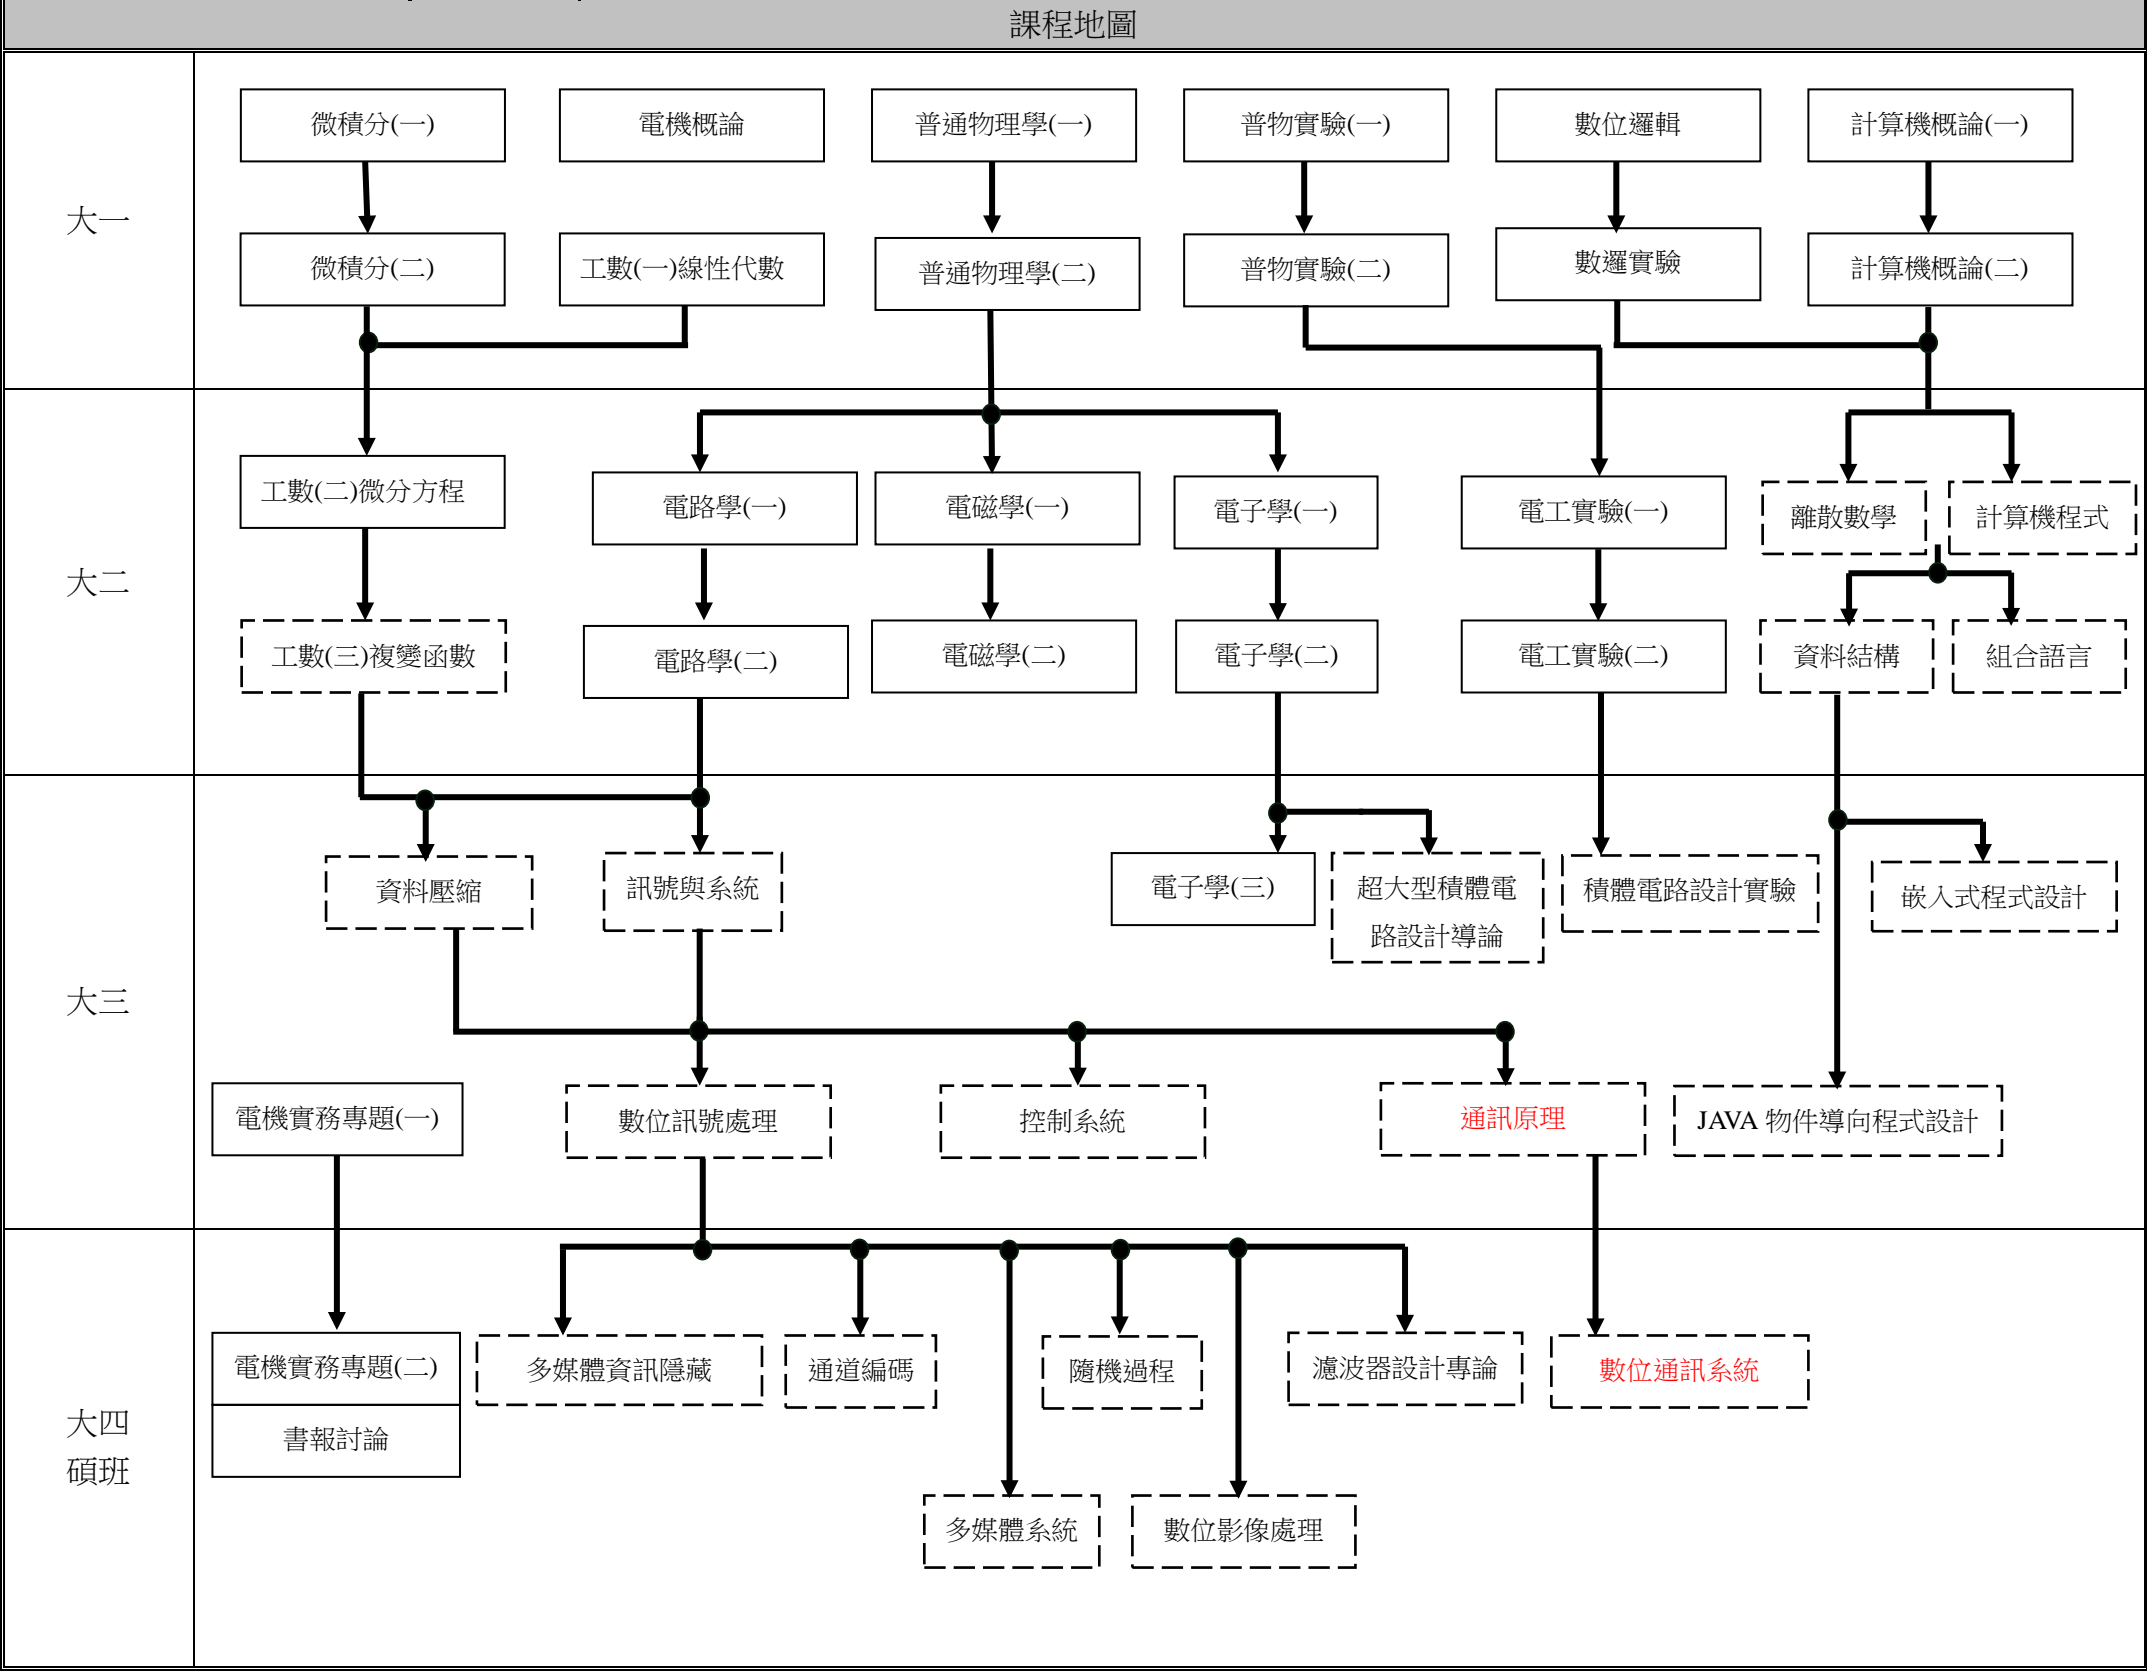 課程地圖
大一
微積分(一)
電機概論
普通物理學(一)
普物實驗(一)
數位邏輯
計算機概論(一)
微積分(二)
工數(一)線性代數
普通物理學(二)
普物實驗(二)
數邏實驗
計算機概論(二)
大二
工數(二)微分方程
電路學(一)
電磁學(一)
電子學(一)
電工實驗(一)
離散數學
計算機程式
工數(三)複變函數
電路學(二)
電磁學(二)
電子學(二)
電工實驗(二)
資料結構
組合語言
大三
資料壓縮
訊號與系統
電子學(三)
超大型積體電
路設計導論
積體電路設計實驗
嵌入式程式設計
電機實務專題(一)
數位訊號處理
控制系統
通訊原理
JAVA 物件導向程式設計
大四
碩班
電機實務專題(二)
書報討論
多媒體資訊隱藏
通道編碼
隨機過程
濾波器設計專論
數位通訊系統
多媒體系統
數位影像處理